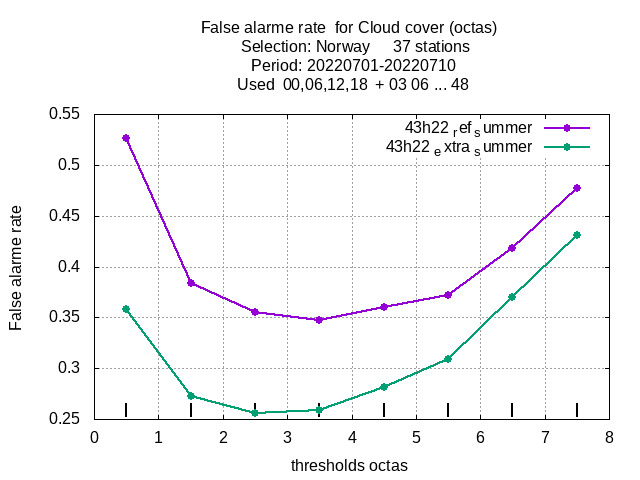 False alarme rate  for Cloud cover (octas)
Selection: Norway     37 stations
Period: 20220701-20220710
Used  00,06,12,18  + 03 06 ... 48
43h22 ref summer
43h22 extra summer
0.55
0.5
0.45
0.4
0.35
0.3
0.25
False alarme rate
0 1 2 3 4 5 6 7 8
thresholds octas